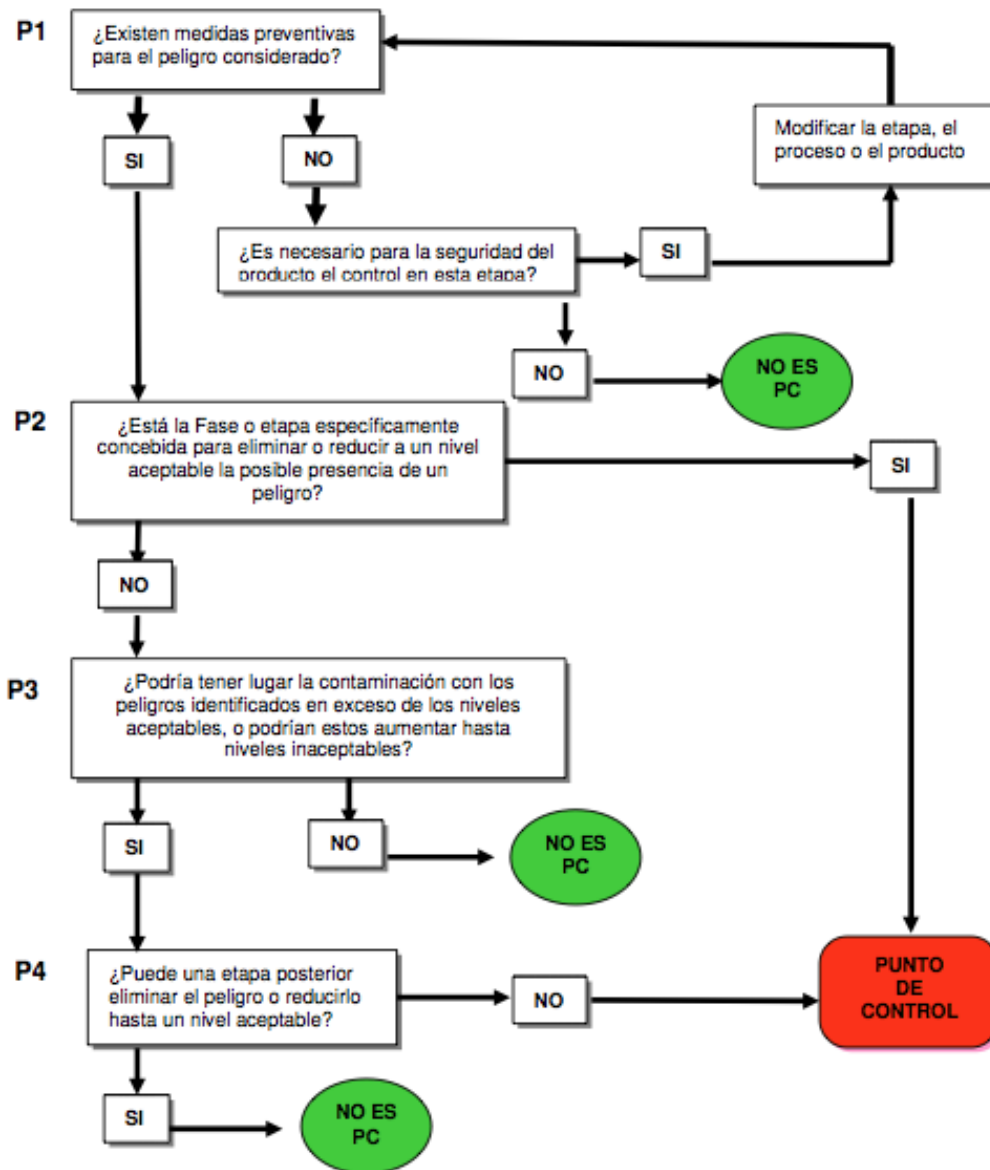 P1
¿Existen medidas preventivas
para el peligro considerado?
Modificar la etapa, el
proceso o el producto
SI
NO
¿Es necesario para la seguridad del
producto el control en esta etapa?
SI
NO
NO ES
PC
P2
¿Está la Fase o etapa específicamente
concebida para eliminar o reducir a un nivel
aceptable la posible presencia de un
peligro?
SI
NO
P3
¿Podría tener lugar la contaminación con los
peligros identificados en exceso de los niveles
aceptables, o podrían estos aumentar hasta
niveles inaceptables?
SI
NO
NO ES
PC
P4
¿Puede una etapa posterior
eliminar el peligro o reducirlo
hasta un nivel aceptable?
NO
PUNTO
DE
CONTROL
SI
NO ES
PC